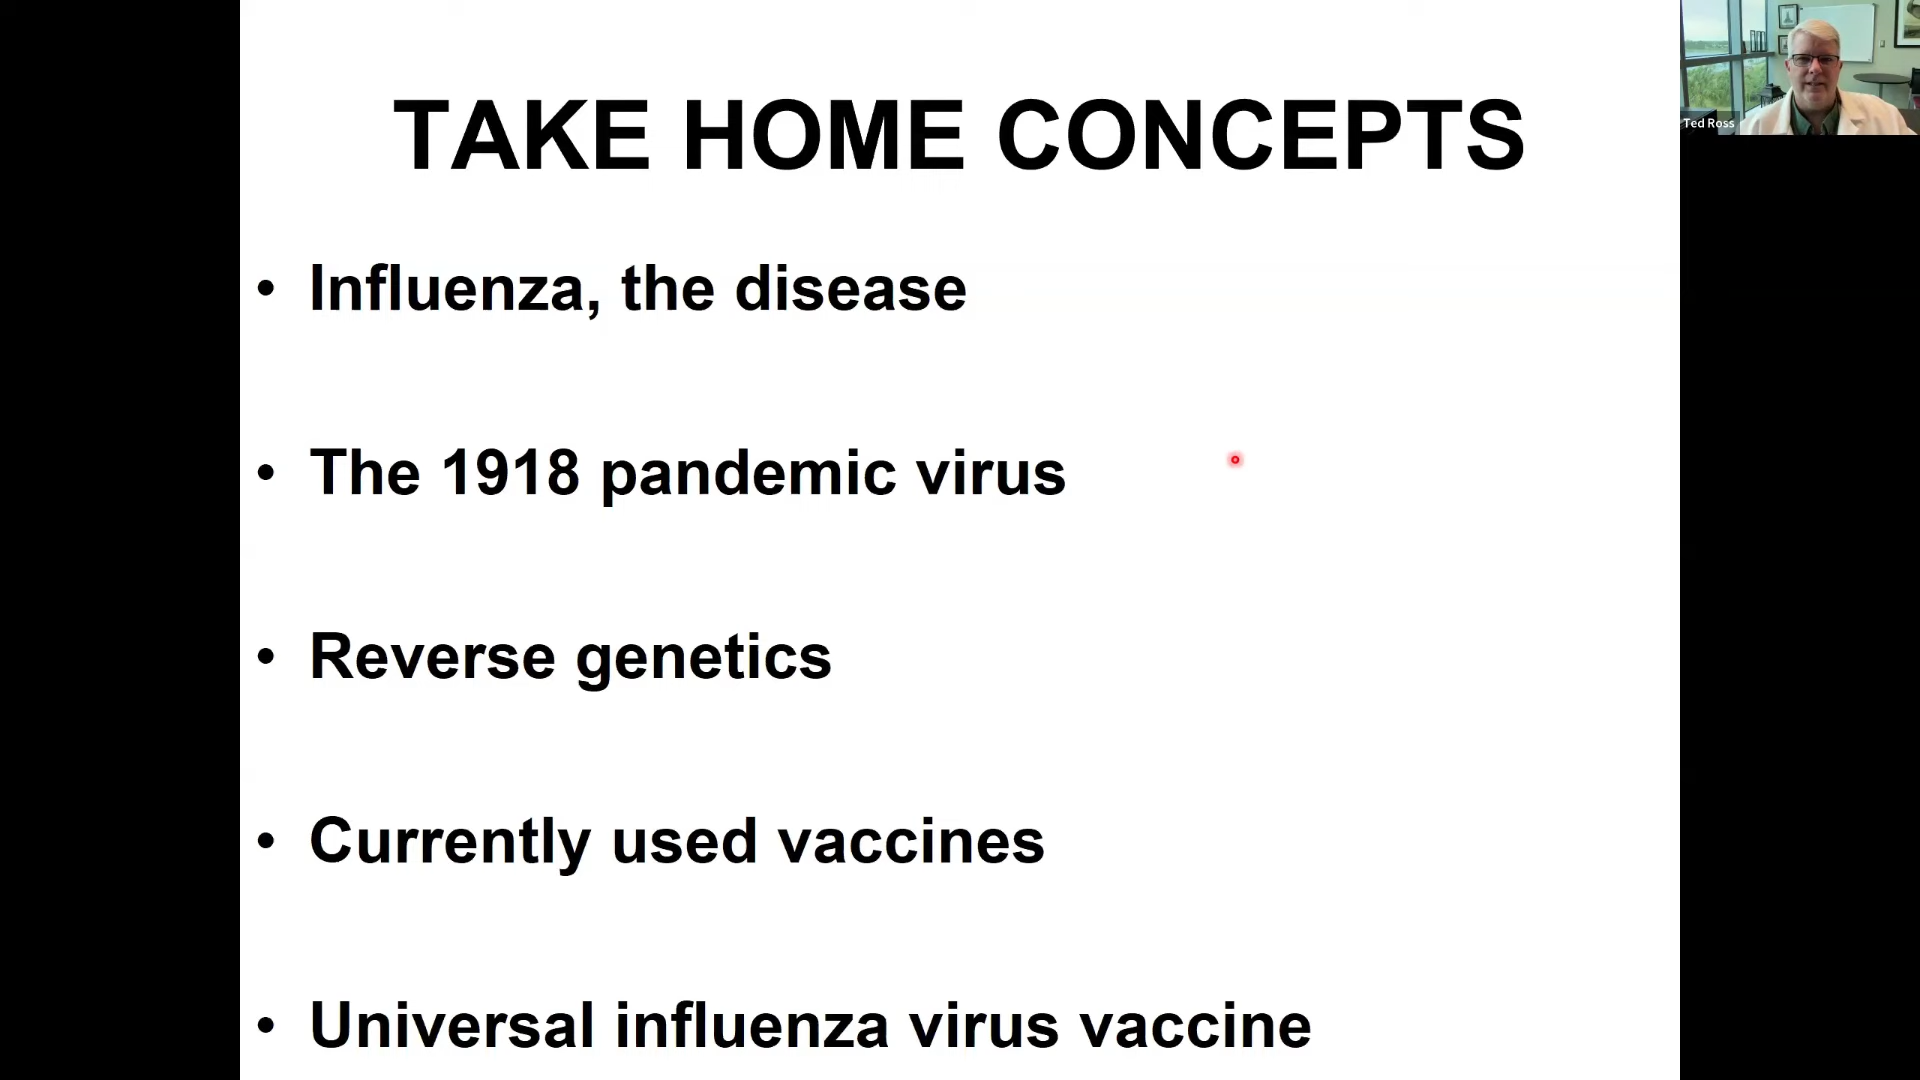 TAKE HOME CONCEPTS
Ted Ross
• Influenza, the disease
• The 1918 pandemic virus
• Reverse genetics
• Currently used vaccines
• Universal influenza virus vaccine